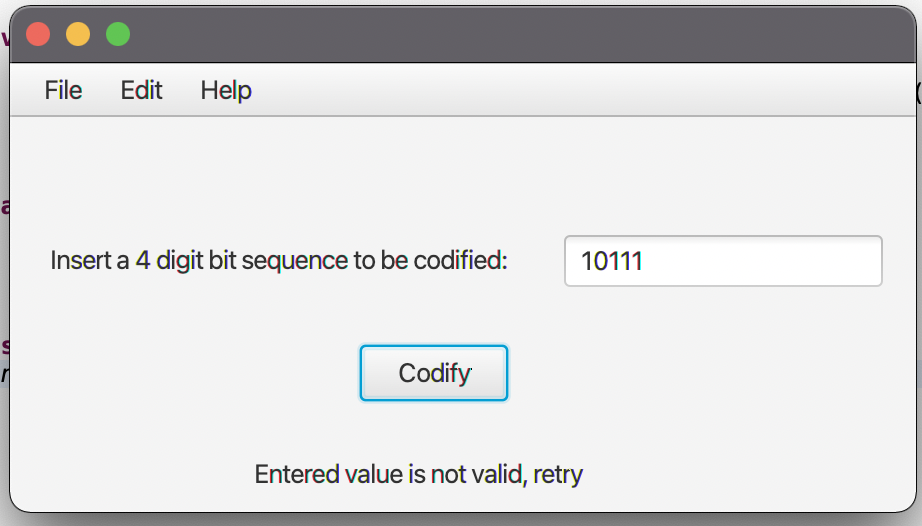 File Edit Help
Insert a 4 digit bit sequence to be codified: 10111
Codify
Entered value is not valid, retry